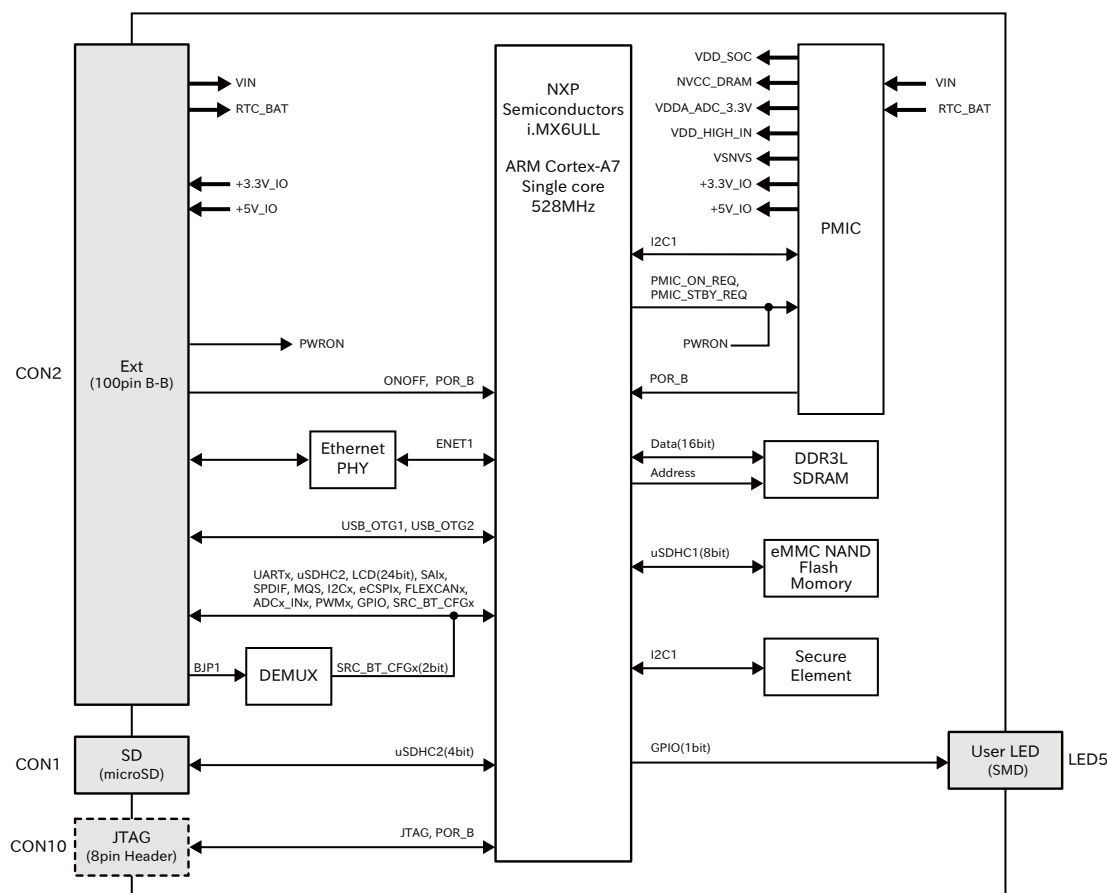 CON2
Ext
(100pin B-B)
VIN
RTC_BAT
+3.3V_IO
+5V_IO
PWRON
ONOFF, POR_B
Ethernet
PHY
ENET1
USB_OTG1, USB_OTG2
UARTx, uSDHC2, LCD(24bit), SAIx,
SPDIF, MQS, I2Cx, eCSPIx, FLEXCANx,
ADCx_INx, PWMx, GPIO, SRC_BT_CFGx
BJP1
DEMUX
SRC_BT_CFGx(2bit)
CON1
SD
(microSD)
uSDHC2(4bit)
CON10
JTAG
(8pin Header)
JTAG, POR_B
NXP
Semiconductors
i.MX6ULL
ARM Cortex-A7
Single core
528MHz
VDD_SOC
NVCC_DRAM
VDDA_ADC_3.3V
VDD_HIGH_IN
VSNVS
+3.3V_IO
+5V_IO
PMIC
VIN
RTC_BAT
I2C1
PMIC_ON_REQ,
PMIC_STBY_REQ
PWRON
POR_B
Data(16bit)
Address
DDR3L
SDRAM
uSDHC1(8bit)
eMMC NAND
Flash
Momory
I2C1
Secure
Element
GPIO(1bit)
User LED
(SMD)
LED5